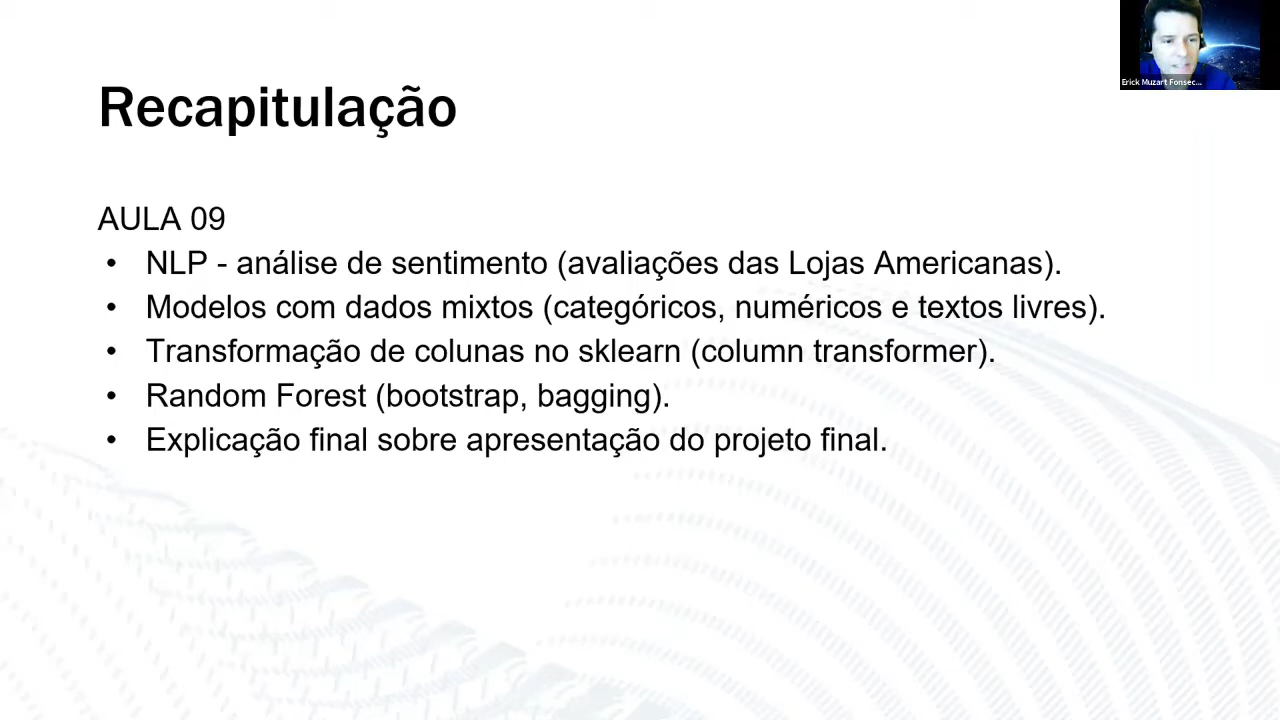 Erick Muzart Fonsec...
Recapitulação
AULA 09
• NLP - análise de sentimento (avaliações das Lojas Americanas).
• Modelos com dados mixtos (categóricos, numéricos e textos livres).
• Transformação de colunas no sklearn (column transformer).
• Random Forest (bootstrap, bagging).
• Explicação final sobre apresentação do projeto final.